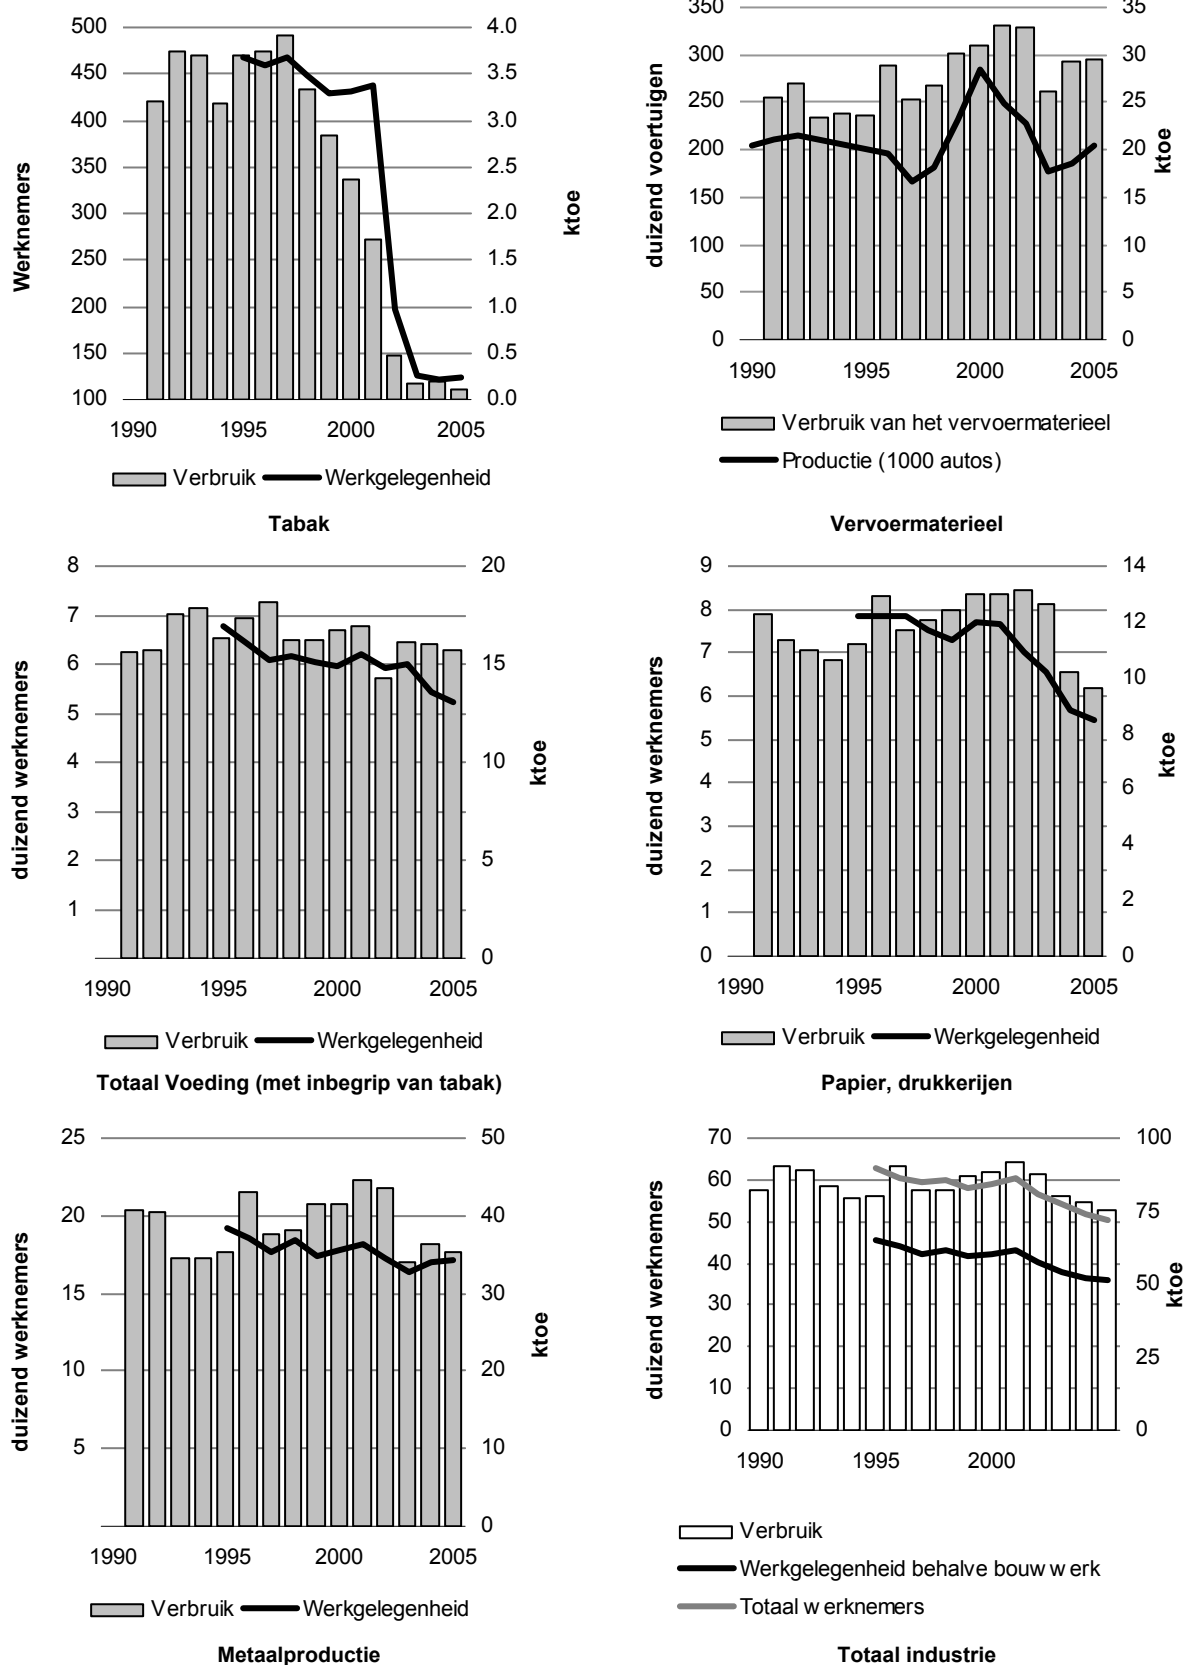 500
450
400
350
300
250
200
150
100
4.0
3.5
3.0
2.5
2.0
1.5
1.0
0.5
0.0
Werknemers
ktoe
1990 1995 2000 2005
Verbruik Werkgelegenheid
Tabak
350
300
250
200
150
100
50
0
35
30
25
20
15
10
5
0
duizend voertuigen
ktoe
1990 1995 2000 2005
Verbruik van het vervoermaterieel
Productie (1000 autos)
Vervoermaterieel
8
7
6
5
4
3
2
1
20
15
10
5
0
duizend werknemers
ktoe
1990 1995 2000 2005
Verbruik Werkgelegenheid
Totaal Voeding (met inbegrip van tabak)
9
8
7
6
5
4
3
2
1
0
14
12
10
8
6
4
2
0
duizend werknemers
ktoe
1990 1995 2000 2005
Verbruik Werkgelegenheid
Papier, drukkerijen
25
20
15
10
5
50
40
30
20
10
0
duizend werknemers
ktoe
1990 1995 2000 2005
Verbruik Werkgelegenheid
Metaalproductie
70
60
50
40
30
20
10
0
100
75
50
25
0
duizend werknemers
ktoe
1990 1995 2000
Verbruik
Werkgelegenheid behalve bouw w erk
Totaal w erknemers
Totaal industrie